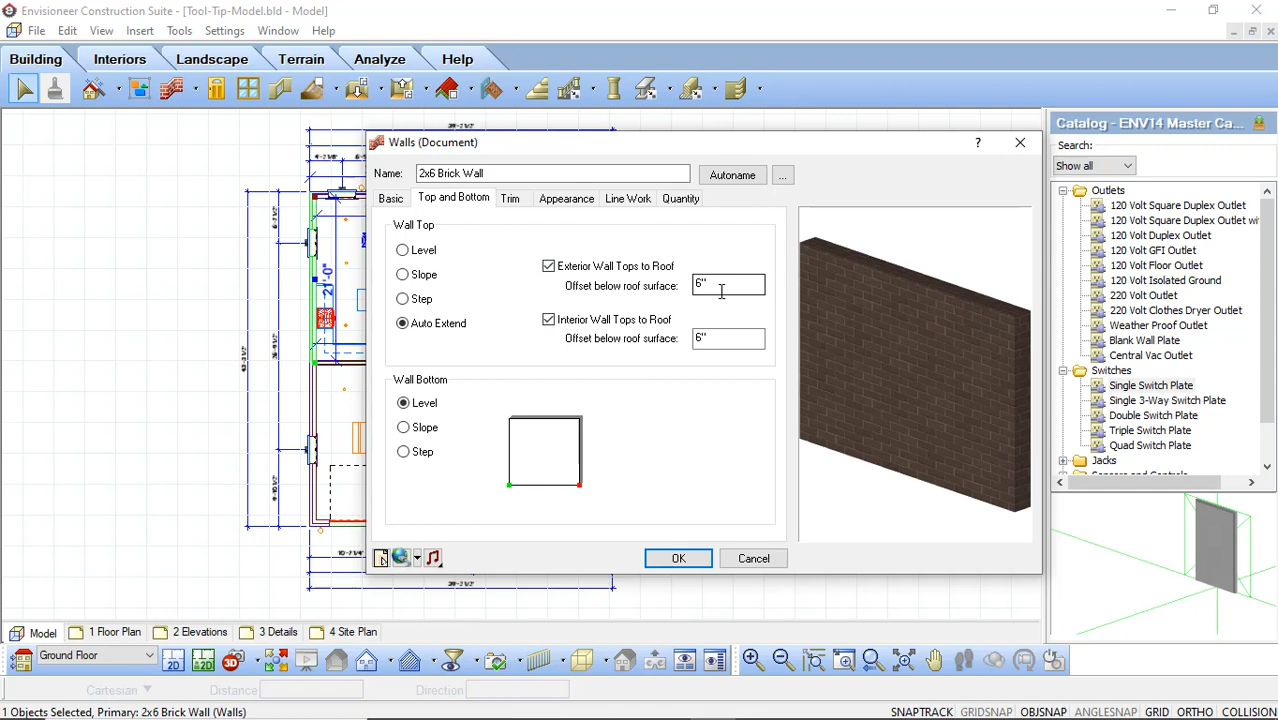 Envisioneer Construction Suite - [Tool-Tip-Model.bld - Model]
File Edit View Insert Tools Settings Window Help
Building Interiors Landscape Terrain Analyze Help
Catalog - ENV14 Master Ca...
Search:
Show all
Outlets
120 Volt Square Duplex Outlet
120 Volt Square Duplex Outlet wi
120 Volt Duplex Outlet
120 Volt GFI Outlet
120 Volt Floor Outlet
120 Volt Isolated Ground
220 Volt Outlet
220 Volt Clothes Dryer Outlet
Weather Proof Outlet
Blank Wall Plate
Central Vac Outlet
Switches
Single Switch Plate
Single 3-Way Switch Plate
Double Switch Plate
Triple Switch Plate
Quad Switch Plate
Jacks
Walls (Document)
Name: 2x6 Brick Wall Autoname ...
Basic Top and Bottom Trim Appearance Line Work Quantity
Wall Top
Level
Slope
Step
Auto Extend
Exterior Wall Tops to Roof
Offset below roof surface: 6"
Interior Wall Tops to Roof
Offset below roof surface: 6"
Wall Bottom
Level
Slope
Step
OK Cancel
21'-0"
Model 1 Floor Plan 2 Elevations 3 Details 4 Site Plan
Ground Floor 2D 2D 3D
Cartesian Distance Direction
1 Objects Selected, Primary: 2x6 Brick Wall (Walls) SNAPTRACK GRIDSNAP OBJSNAP ANGLESNAP GRID ORTHO COLLISION